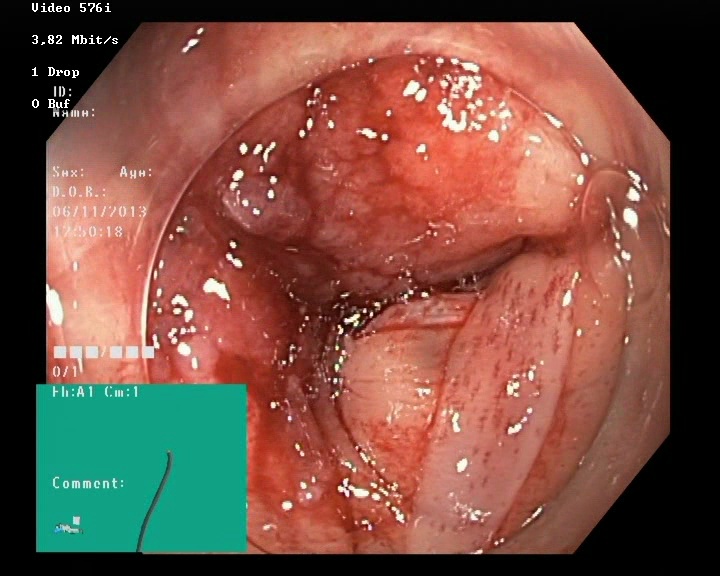 Video 576i
3,82 Mbit/s
1 Drop
ID:
0 Buf
Name:
Sex: Age:
D.O.B.:
06/11/2013
12:50:18
0/1
Ph:A1 Cm:1
Comment: